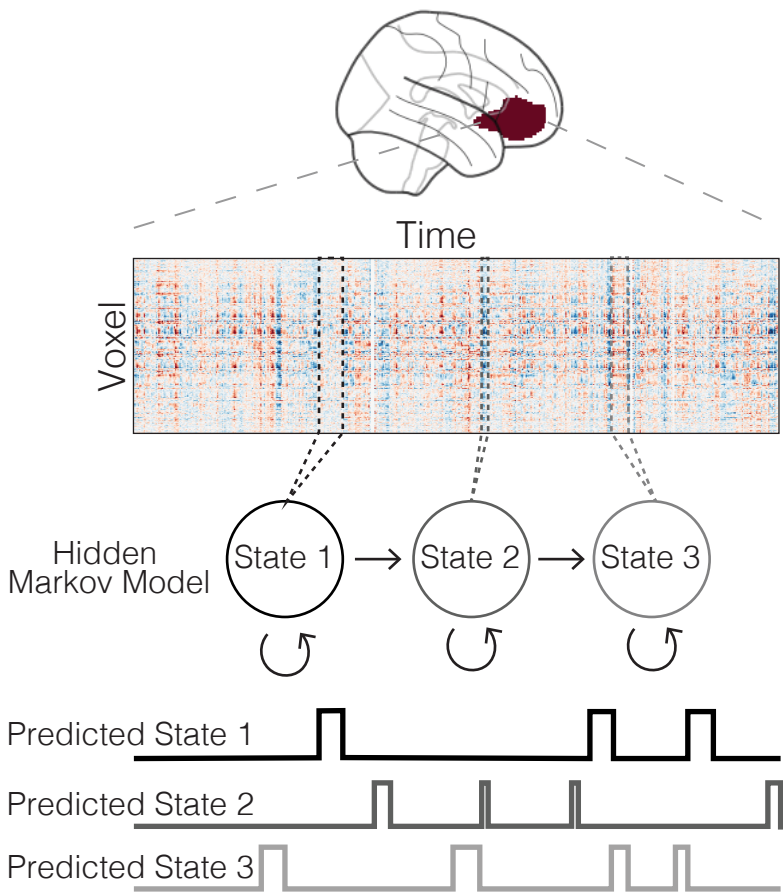 Time
Voxel
Hidden
Markov Model
State 1
State 2
State 3
Predicted State 1
Predicted State 2
Predicted State 3